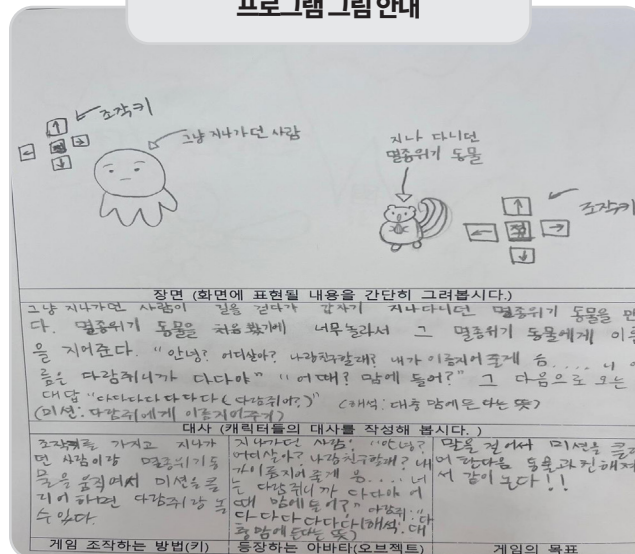 프로그램 그림 안내
조작키
그냥 지나가던 사람
지나 다니던
멸종위기 동물
조작키
장면 (화면에 표현될 내용을 간단히 그려봅시다.)
그냥 지나가던 사람이 길을 걷다가 갑자기 지나다니던 멸종위기 동물을 만
다. 멸종위기 동물을 처음 봤기에 너무 놀라서 그 멸종위기 동물에게 이름
을 지어준다. "안녕? 어디살아? 나랑친구할래? 내가 이름지어줄게 음..... 너 이
름은 다람쥐니까 다다야" "어때? 맘에 들어?" 그 다음으로 오는
대답 "다다다다다다다(다람쥐어?)" (해석: 대충 맘에든다는 뜻)
(미션: 다람쥐에게 이름지어주기)
대사 (캐릭터들의 대사를 작성해 봅시다. )
조작키를 가지고 지나가
던 사람이랑 멸종위기동
물을 움직여서 미션을 클
리어하면 다람쥐랑 놀
수있다.
지나가던 사람: "안녕?
어디살아? 나랑친구할래? 내
가이름지어줄게 음.... 너
는 다람쥐니까 다다야 어
때 맘에들어?" 다람쥐: "다
다다다다다(해석: 대
충맘에든다는뜻)
말을 걸어서 미션을 클리
어 한다음 동물과친해져
서 같이 논다!!
게임 조작하는 방법(키)
등장하는 아바타(오브젝트)
게임의 목표